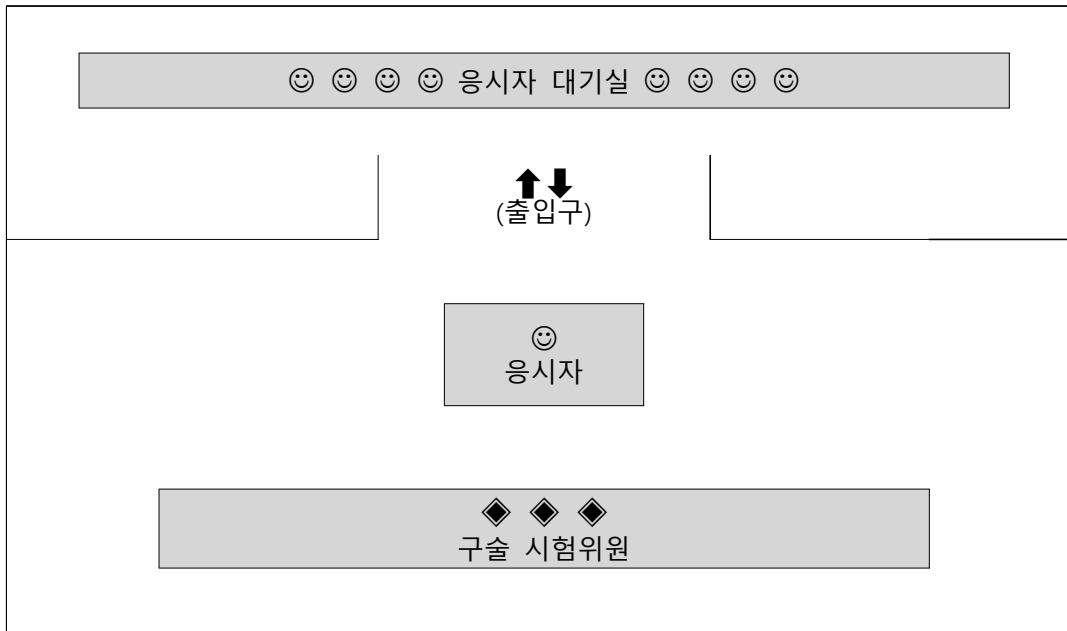 ☺ ☺ ☺ ☺ 응시자 대기실 ☺ ☺ ☺ ☺
(출입구)
☺
응시자
◈ ◈ ◈
구술 시험위원